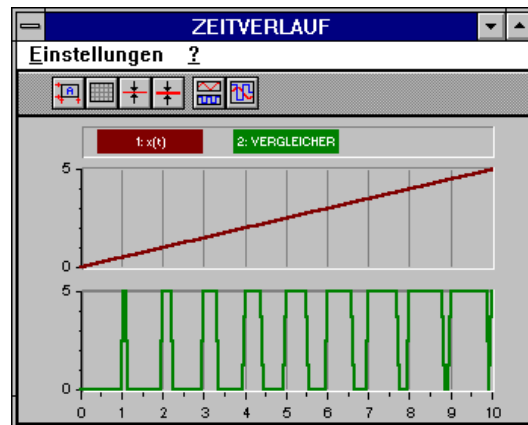 ZEITVERLAUF
Einstellungen ?
A
1: x(t) 2: VERGLEICHER
5
0
5
0
0 1 2 3 4 5 6 7 8 9 10